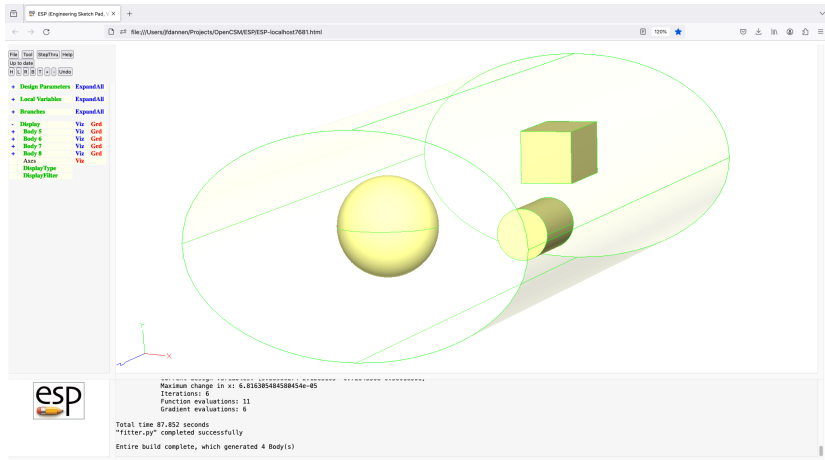 ESP (Engineering Sketch Pad, V
file:///Users/jfdannen/Projects/OpenCSM/ESP/ESP-localhost7681.html
120%
File Tool StepThru Help
Up to date
H L R B T + - Undo
+ Design Parameters ExpandAll
+ Local Variables ExpandAll
+ Branches ExpandAll
- Display Viz Grd
+ Body 5 Viz Grd
+ Body 6 Viz Grd
+ Body 7 Viz Grd
+ Body 8 Viz Grd
Axes Viz
DisplayType
DisplayFilter
Y
X
esp
Maximum change in x: 6.816305484580454e-05
Iterations: 6
Function evaluations: 11
Gradient evaluations: 6
Total time 87.852 seconds
"fitter.py" completed successfully
Entire build complete, which generated 4 Body(s)